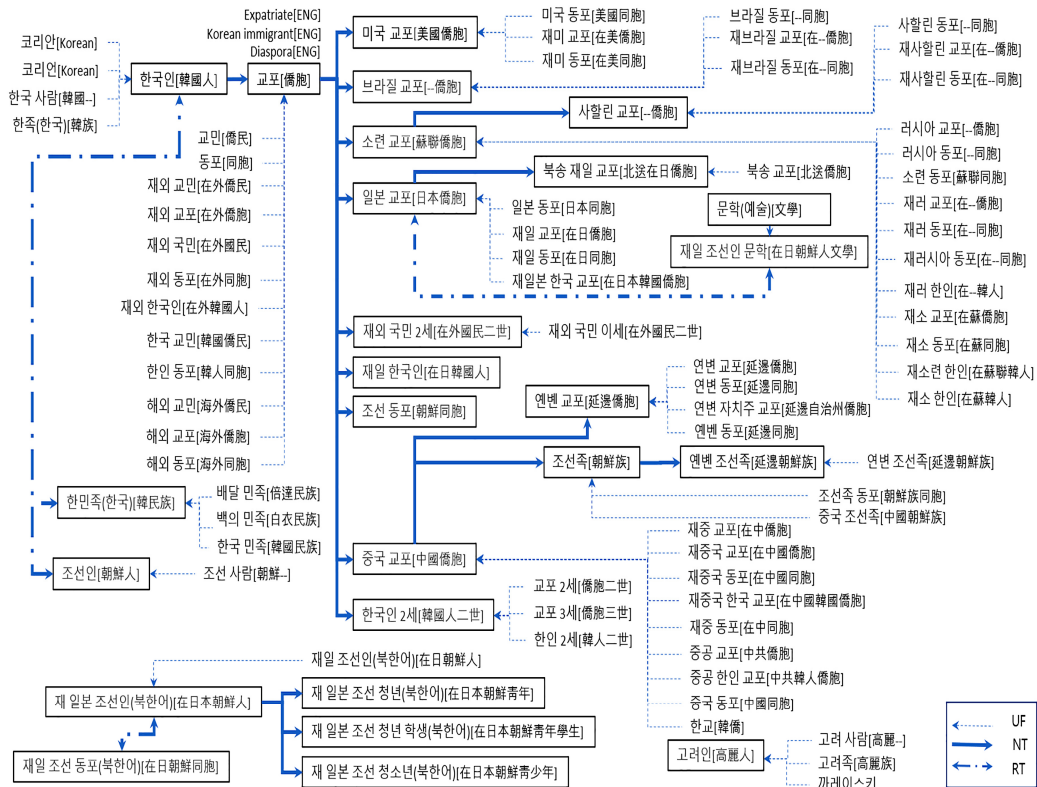 Expatriate[ENG]
Korean immigrant[ENG]
Diaspora[ENG]
코리안[Korean]
코리안[Korean]
한국 사람[韓國--]
한족(한국)[韓族]
한국인[韓國人]
교포[僑胞]
교민[僑民]
동포[同胞]
재외 교민[在外僑民]
재외 교포[在外僑胞]
재외 국민[在外國民]
재외 동포[在外同胞]
재외 한국인[在外韓國人]
한국 교민[韓國僑民]
한인 동포[韓人同胞]
해외 교민[海外僑民]
해외 교포[海外僑胞]
해외 동포[海外同胞]
한민족(한국)[韓民族]
배달 민족[倍達民族]
백의 민족[白衣民族]
한국 민족[韓國民族]
조선인[朝鮮人]
조선 사람[朝鮮--]
미국 교포[美國僑胞]
미국 동포[美國同胞]
재미 교포[在美僑胞]
재미 동포[在美同胞]
브라질 교포[--僑胞]
브라질 동포[--同胞]
재브라질 교포[在--僑胞]
재브라질 동포[在--同胞]
소련 교포[蘇聯僑胞]
사할린 교포[--僑胞]
사할린 동포[--同胞]
재사할린 교포[在--僑胞]
재사할린 동포[在--同胞]
러시아 교포[--僑胞]
러시아 동포[--同胞]
소련 동포[蘇聯同胞]
재러 교포[在--僑胞]
재러 동포[在--同胞]
재러시아 동포[在--同胞]
재러 한인[在--韓人]
재소 교포[在蘇僑胞]
재소 동포[在蘇同胞]
재소련 한인[在蘇聯韓人]
재소 한인[在蘇韓人]
일본 교포[日本僑胞]
북송 재일 교포[北送在日僑胞]
북송 교포[北送僑胞]
일본 동포[日本同胞]
재일 교포[在日僑胞]
재일 동포[在日同胞]
재일본 한국 교포[在日本韓國僑胞]
문학(예술)[文學]
재일 조선인 문학[在日朝鮮人文學]
재외 국민 2세[在外國民二世]
재외 국민 이세[在外國民二世]
재일 한국인[在日韓國人]
조선 동포[朝鮮同胞]
옌볜 교포[延邊僑胞]
연변 교포[延邊僑胞]
연변 동포[延邊同胞]
연변 자치주 교포[延邊自治州僑胞]
옌볜 동포[延邊同胞]
조선족[朝鮮族]
옌볜 조선족[延邊朝鮮族]
연변 조선족[延邊朝鮮族]
조선족 동포[朝鮮族同胞]
중국 조선족[中國朝鮮族]
중국 교포[中國僑胞]
재중 교포[在中僑胞]
재중국 교포[在中國僑胞]
재중국 동포[在中國同胞]
재중국 한국 교포[在中國韓國僑胞]
재중 동포[在中同胞]
중공 교포[中共僑胞]
중공 한인 교포[中共韓人僑胞]
중국 동포[中國同胞]
한교[韓僑]
한국인 2세[韓國人二世]
교포 2세[僑胞二世]
교포 3세[僑胞三世]
한인 2세[韓人二世]
재일 조선인(북한어)[在日朝鮮人]
재 일본 조선인(북한어)[在日本朝鮮人]
재 일본 조선 청년(북한어)[在日本朝鮮靑年]
재 일본 조선 청년 학생(북한어)[在日本朝鮮靑年學生]
재 일본 조선 청소년(북한어)[在日本朝鮮靑少年]
재일 조선 동포(북한어)[在日朝鮮同胞]
고려인[高麗人]
고려 사람[高麗--]
고려족[高麗族]
까레이스키
UF
NT
RT